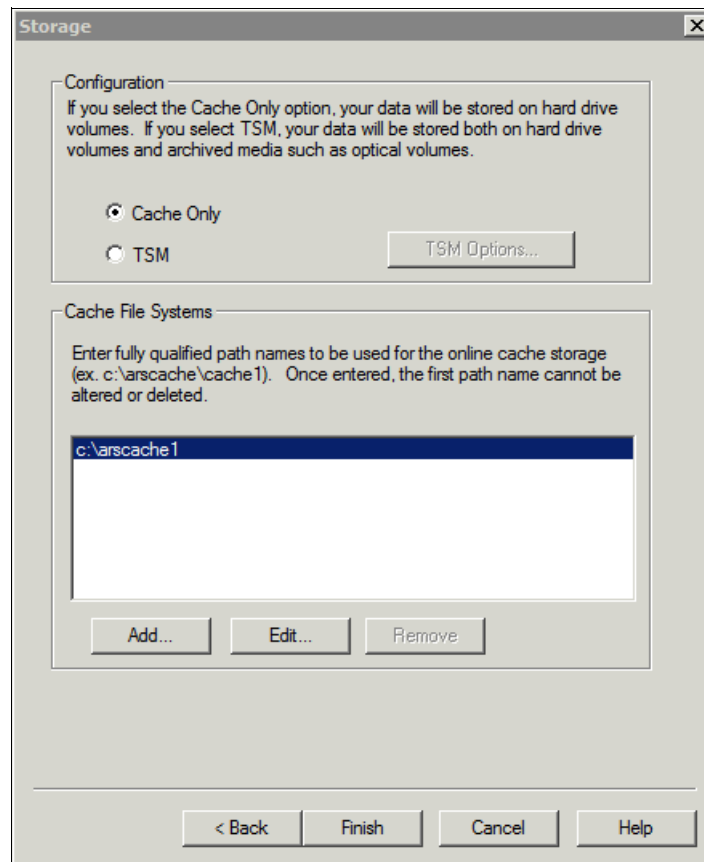 Storage
Configuration
If you select the Cache Only option, your data will be stored on hard drive
volumes. If you select TSM, your data will be stored both on hard drive
volumes and archived media such as optical volumes.
Cache Only
TSM
TSM Options...
Cache File Systems
Enter fully qualified path names to be used for the online cache storage
(ex. c:\arscache\cache1). Once entered, the first path name cannot be
altered or deleted.
c:\arscache1
Add...
Edit...
Remove
< Back
Finish
Cancel
Help